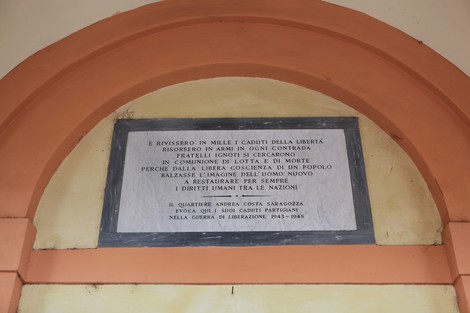 E RIVISSERO IN MILLE I CADUTI DELLA LIBERTÀ
RISORSERO IN ARMI IN OGNI CONTRADA
FRATELLI IGNOTI SI CERCARONO
IN COMUNIONE DI LOTTA E DI MORTE
PERCHÈ DALLA LIBERA COSCIENZA DI UN POPOLO
BALZASSE L'IMAGINE DELL'UOMO NUOVO
A RESTAURARE PER SEMPRE
I DIRITTI UMANI TRA LE NAZIONI
IL QUARTIERE ANDREA COSTA SARAGOZZA
EVOCA QUI I SUOI CADUTI PARTIGIANI
NELLA GUERRA DI LIBERAZIONE 1943-1945